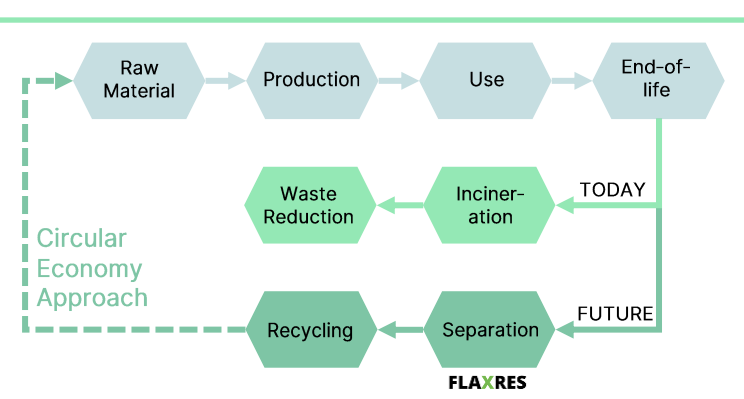 Raw
Material
Production
Use
End-of-
life
Waste
Reduction
Inciner-
ation
TODAY
Circular
Economy
Approach
Recycling
Separation
FUTURE
FLAXRES